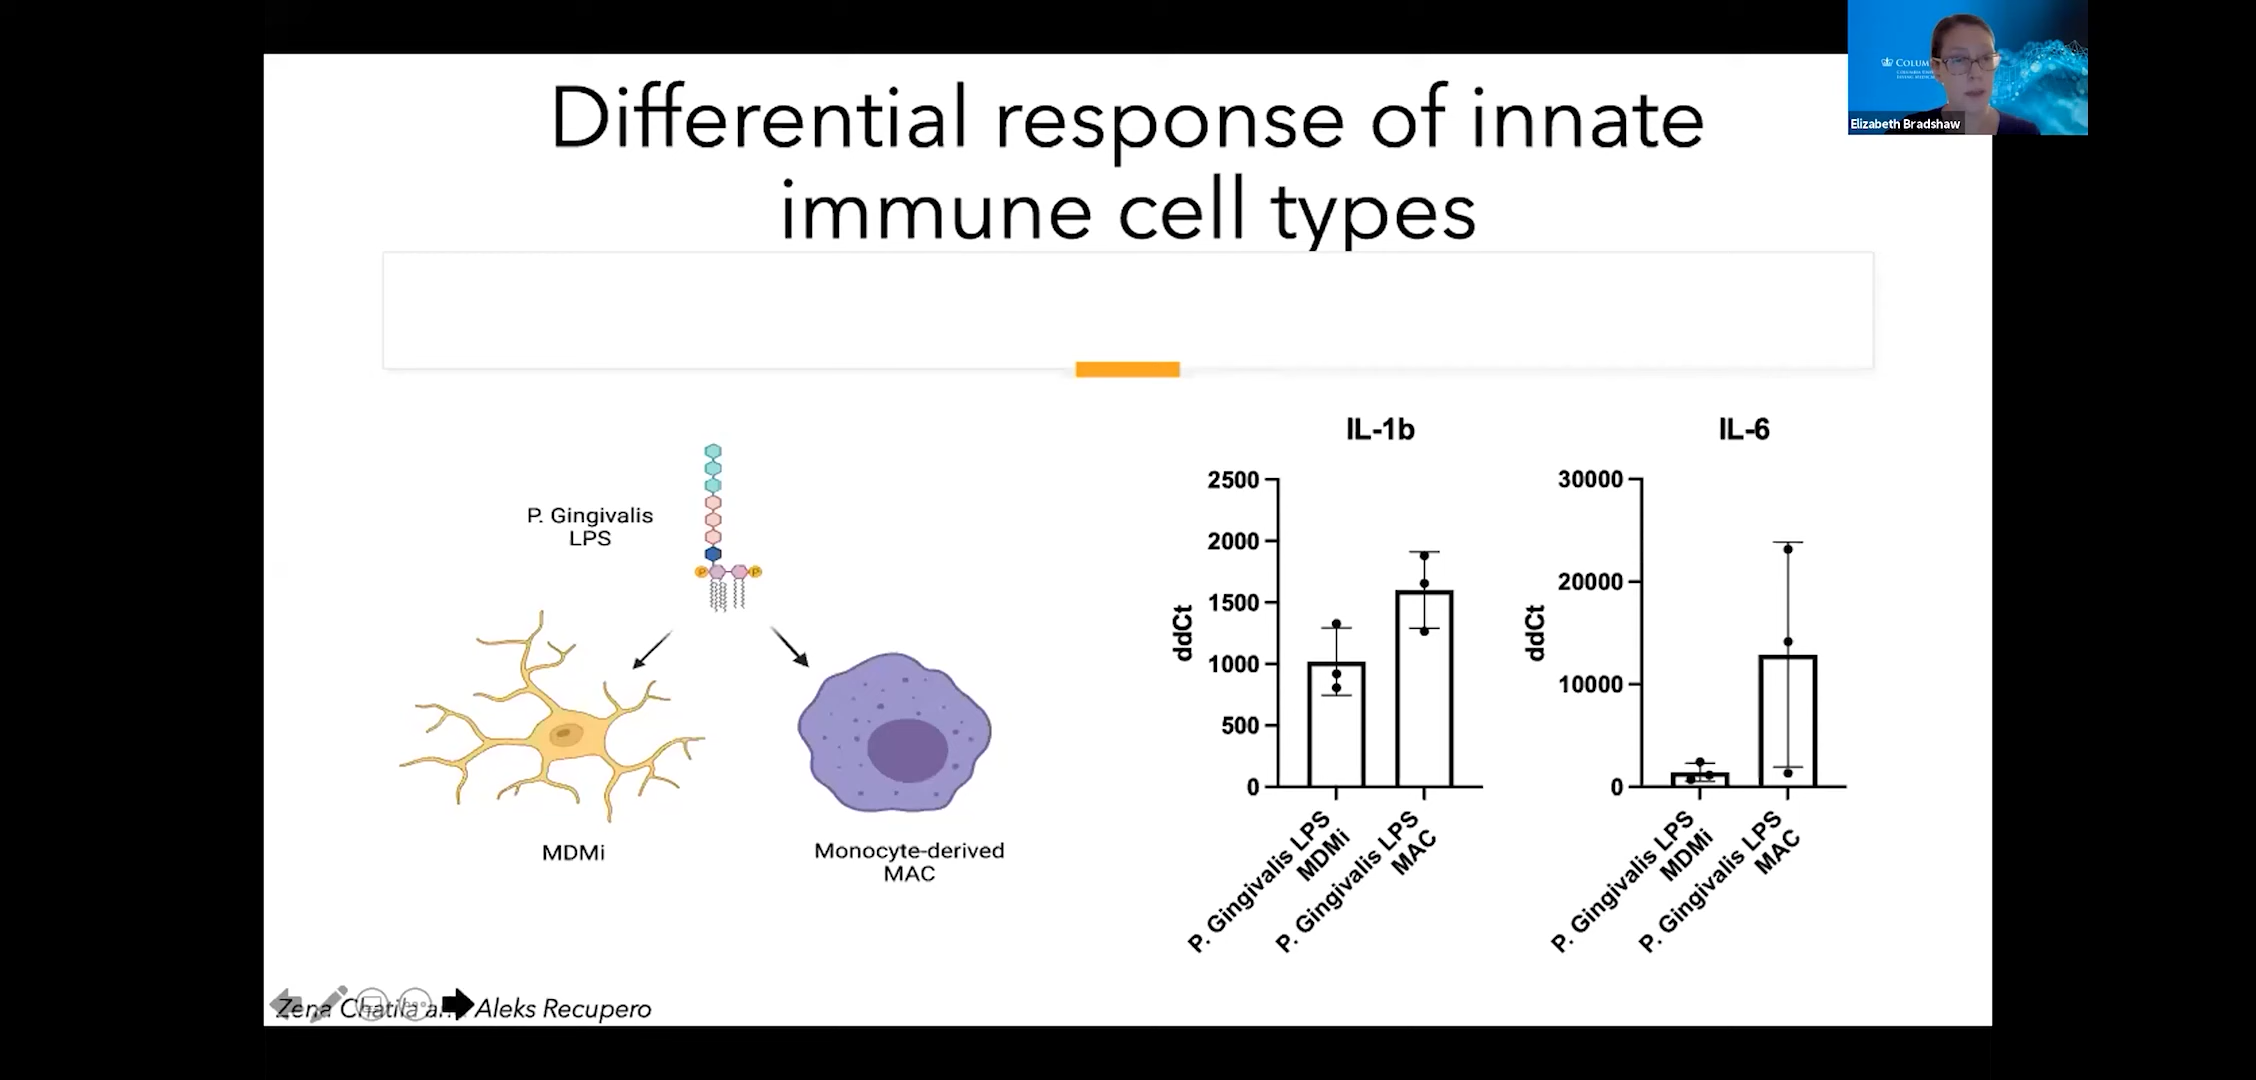 Differential response of innate
immune cell types
Elizabeth Bradshaw
P. Gingivalis
LPS
P
P
MDMi
Monocyte-derived
MAC
IL-1b
2500
2000
1500
1000
500
0
ddCt
P. Gingivalis LPS
MDMi
P. Gingivalis LPS
MAC
IL-6
30000
20000
10000
0
ddCt
P. Gingivalis LPS
MDMi
P. Gingivalis LPS
MAC
Zena Chatila Aleks Recupero